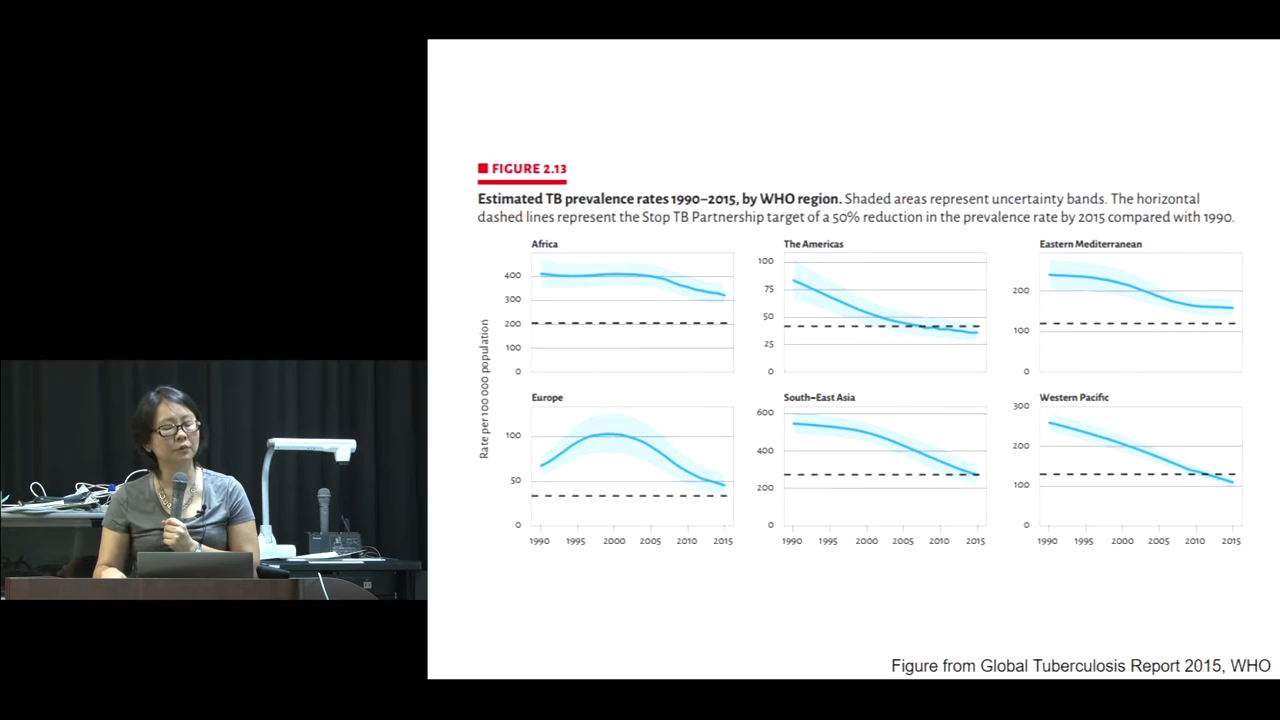 FIGURE 2.13
Estimated TB prevalence rates 1990–2015, by WHO region. Shaded areas represent uncertainty bands. The horizontal
dashed lines represent the Stop TB Partnership target of a 50% reduction in the prevalence rate by 2015 compared with 1990.
Rate per 100 000 population
Africa
400
300
200
100
0
The Americas
100
75
50
25
0
Eastern Mediterranean
200
100
0
Europe
100
50
0
1990 1995 2000 2005 2010 2015
South–East Asia
600
400
200
0
1990 1995 2000 2005 2010 2015
Western Pacific
300
200
100
0
1990 1995 2000 2005 2010 2015
Figure from Global Tuberculosis Report 2015, WHO